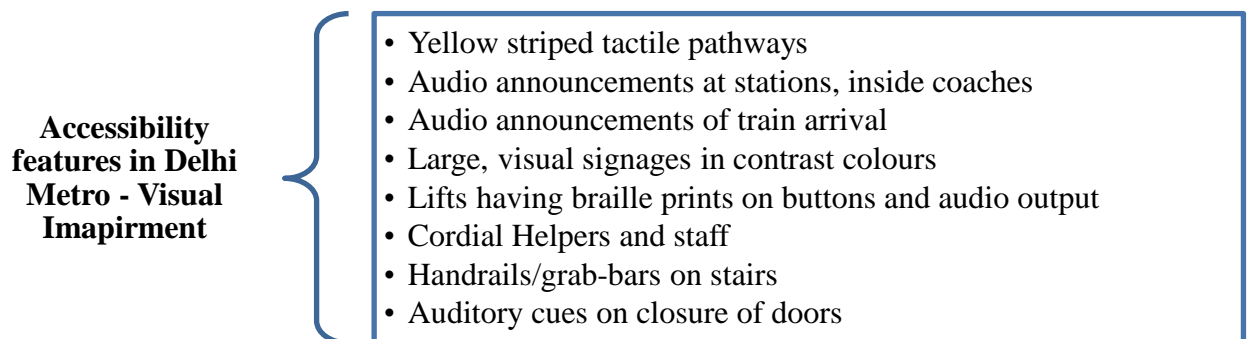 Accessibility
features in Delhi
Metro - Visual
Imapirment
• Yellow striped tactile pathways
• Audio announcements at stations, inside coaches
• Audio announcements of train arrival
• Large, visual signages in contrast colours
• Lifts having braille prints on buttons and audio output
• Cordial Helpers and staff
• Handrails/grab-bars on stairs
• Auditory cues on closure of doors